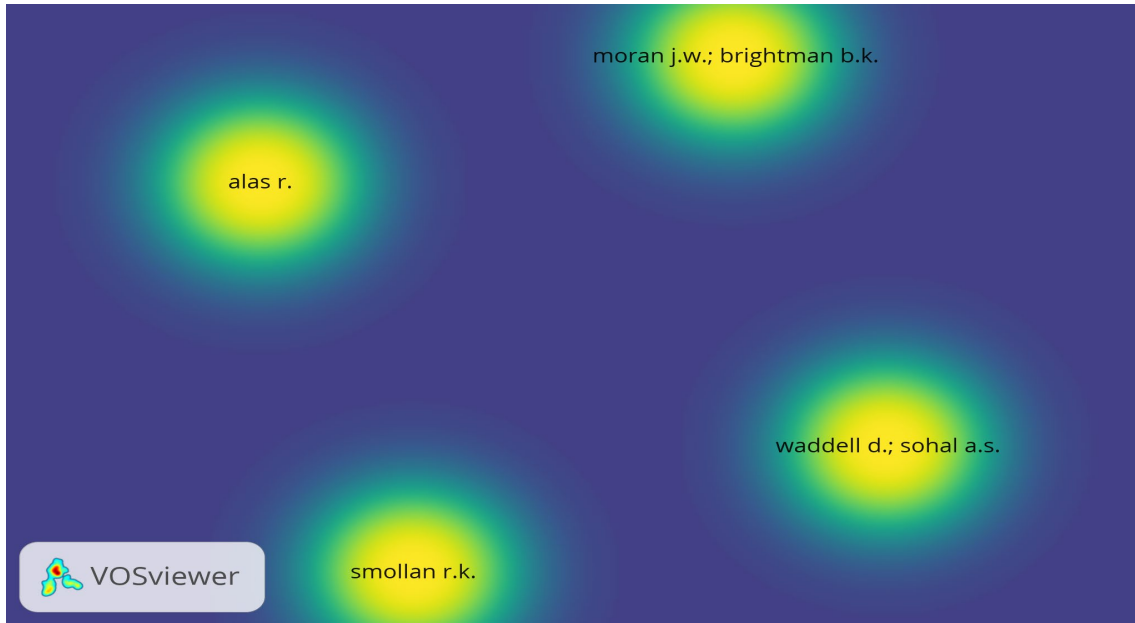 moran j.w.; brightman b.k.
alas r.
waddell d.; sohal a.s.
smollan r.k.
VOSviewer